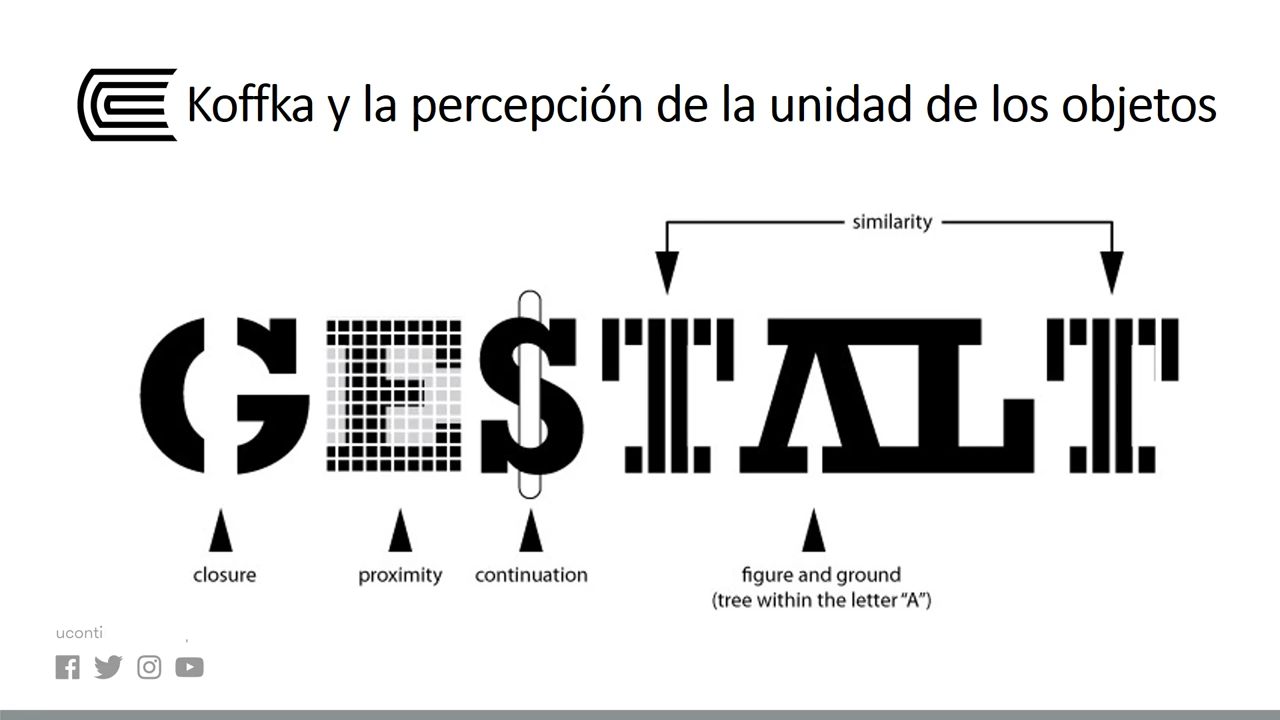 Koffka y la percepción de la unidad de los objetos
similarity
GESTALT
closure
proximity
continuation
figure and ground
(tree within the letter “A”)
uconti